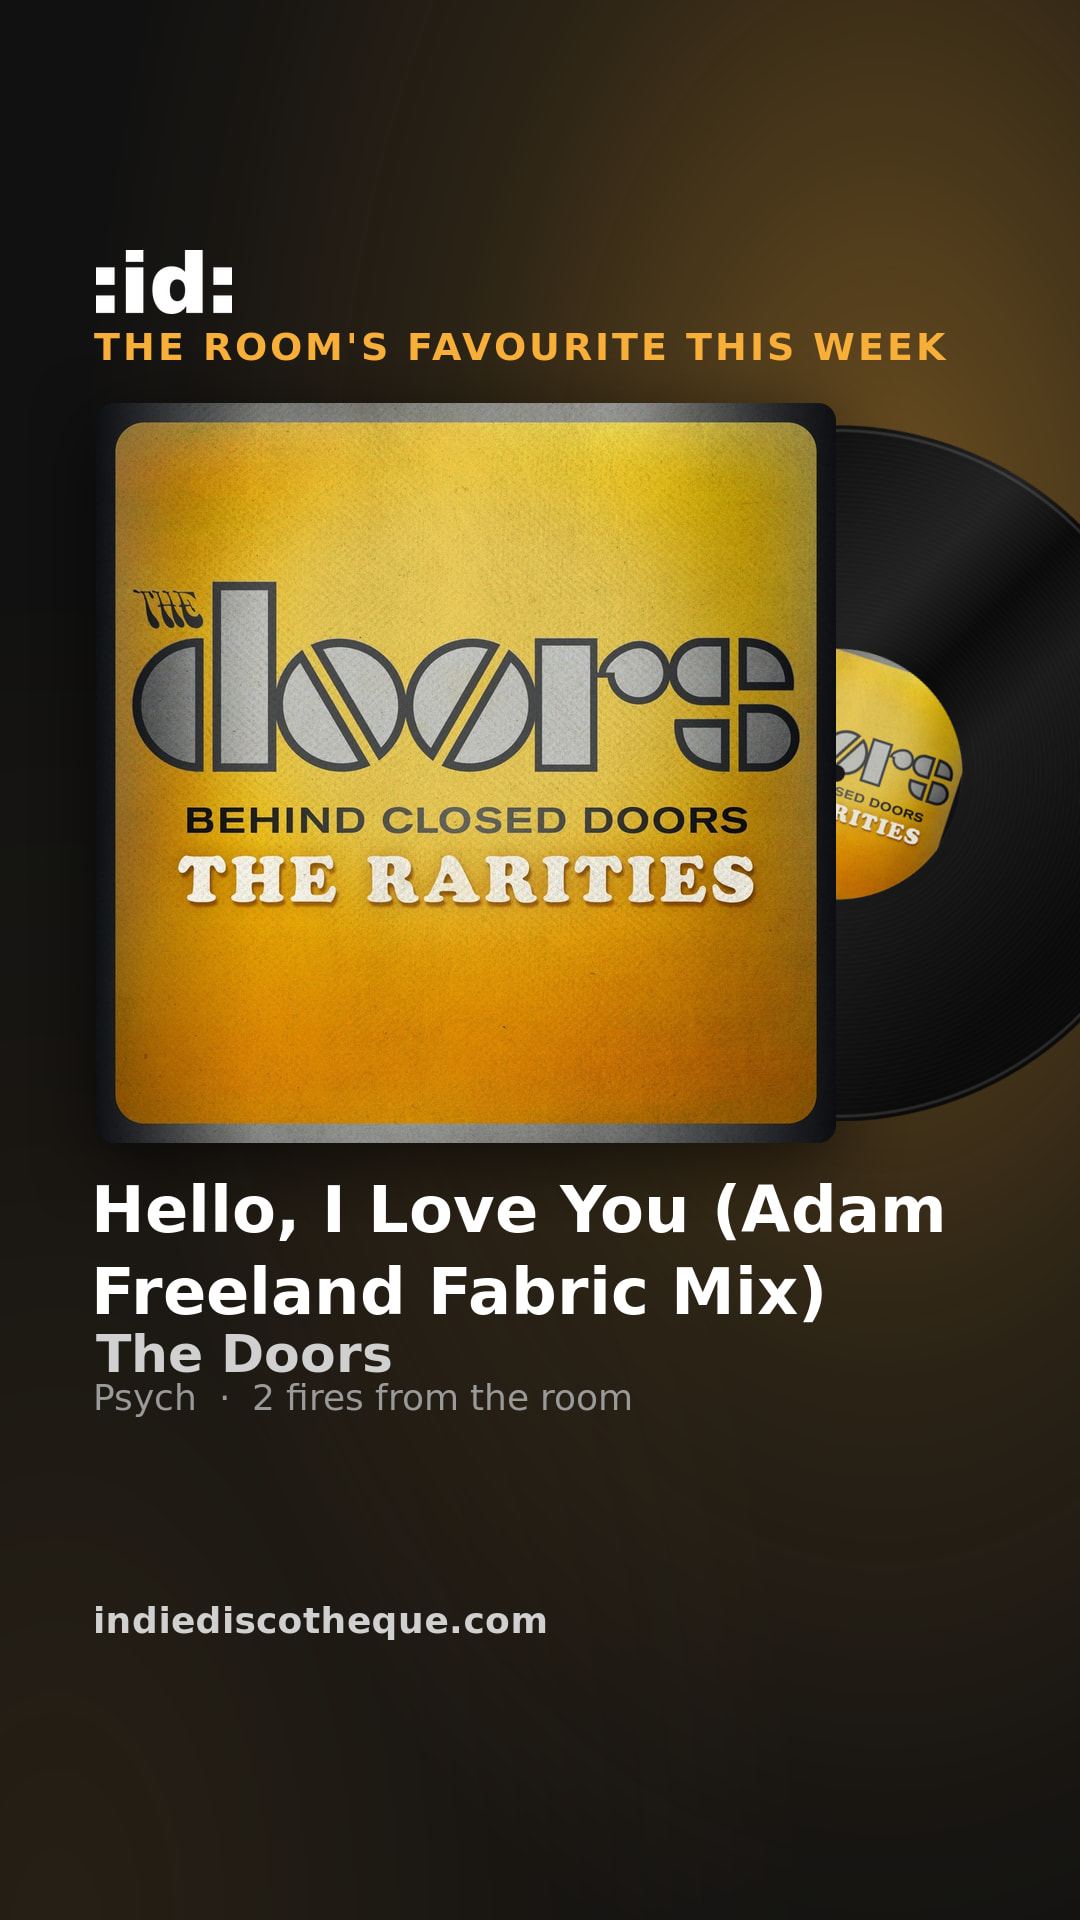 :id:
THE ROOM'S FAVOURITE THIS WEEK
THE
doors
BEHIND CLOSED DOORS
THE RARITIES
ors
SED DOORS
RITIES
Hello, I Love You (Adam
Freeland Fabric Mix)
The Doors
Psych · 2 fires from the room
indiediscotheque.com